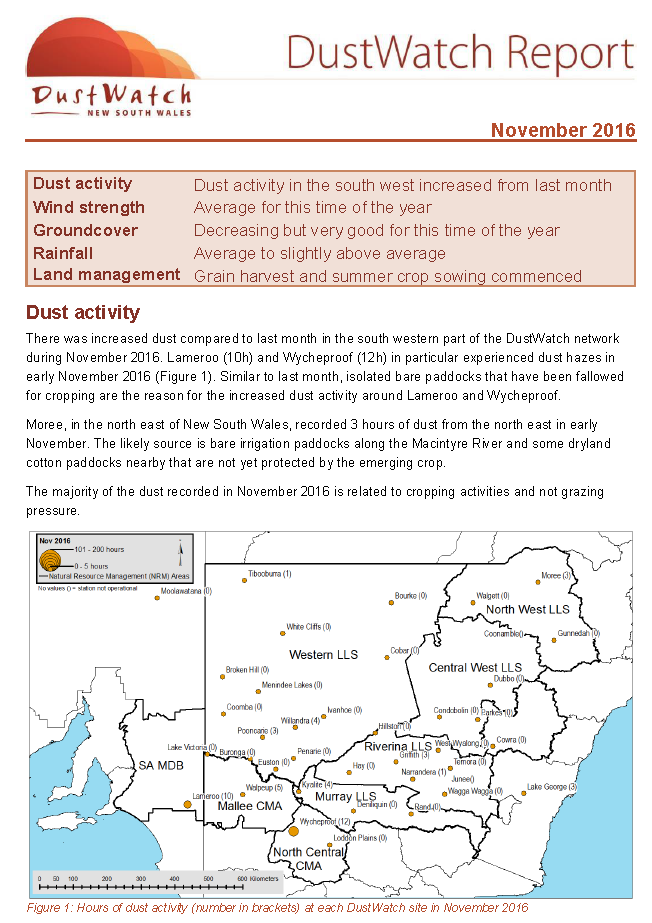 DustWatch
NEW SOUTH WALES
DustWatch Report
November 2016
Dust activity Dust activity in the south west increased from last month
Wind strength Average for this time of the year
Groundcover Decreasing but very good for this time of the year
Rainfall Average to slightly above average
Land management Grain harvest and summer crop sowing commenced
Dust activity
There was increased dust compared to last month in the south western part of the DustWatch network
during November 2016. Lameroo (10h) and Wycheproof (12h) in particular experienced dust hazes in
early November 2016 (Figure 1). Similar to last month, isolated bare paddocks that have been fallowed
for cropping are the reason for the increased dust activity around Lameroo and Wycheproof.
Moree, in the north east of New South Wales, recorded 3 hours of dust from the north east in early
November. The likely source is bare irrigation paddocks along the Macintyre River and some dryland
cotton paddocks nearby that are not yet protected by the emerging crop.
The majority of the dust recorded in November 2016 is related to cropping activities and not grazing
pressure.
Nov 2016
101 - 200 hours
0 - 5 hours
Natural Resource Management (NRM) Areas
No values () = station not operational
Tibooburra (1)
Moree (3)
Moolawatana (0)
Bourke (0)
Walgett (0)
North West LLS
White Cliffs (0)
Coonamble()
Gunnedah (0)
Western LLS
Cobar (0)
Central West LLS
Broken Hill (0)
Dubbo (0)
Menindee Lakes (0)
Coomba (0)
Ivanhoe (0)
Condobolin (0)
Parkes (0)
Willandra (4)
Hillston (0)
Pooncarie (3)
Lake Victoria (0)
Buronga (0)
Penarie (0)
Riverina LLS
West Wyalong (0)
Cowra (0)
Griffith (3)
SA MDB
Euston (0)
Hay (0)
Temora (0)
Narrandera (1)
Junee()
Walpeup (5)
Kyalite (4)
Wagga Wagga (0)
Lake George (3)
Lameroo (10)
Mallee CMA
Murray LLS
Deniliquin (0)
Rand (0)
Wycheproof (12)
Loddon Plains (0)
North Central
CMA
0 50 100 200 300 400 500 600 Kilometers
Figure 1: Hours of dust activity (number in brackets) at each DustWatch site in November 2016